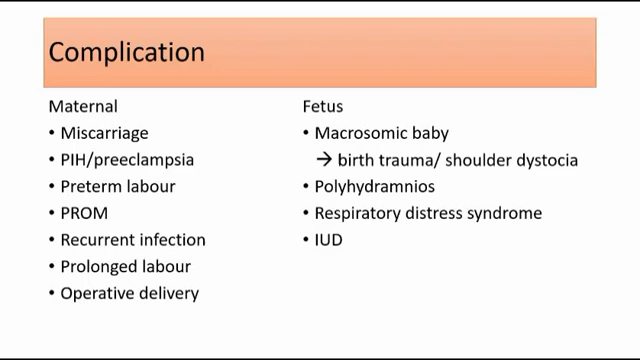 Complication
Maternal
• Miscarriage
• PIH/preeclampsia
• Preterm labour
• PROM
• Recurrent infection
• Prolonged labour
• Operative delivery
Fetus
• Macrosomic baby
→ birth trauma/ shoulder dystocia
• Polyhydramnios
• Respiratory distress syndrome
• IUD